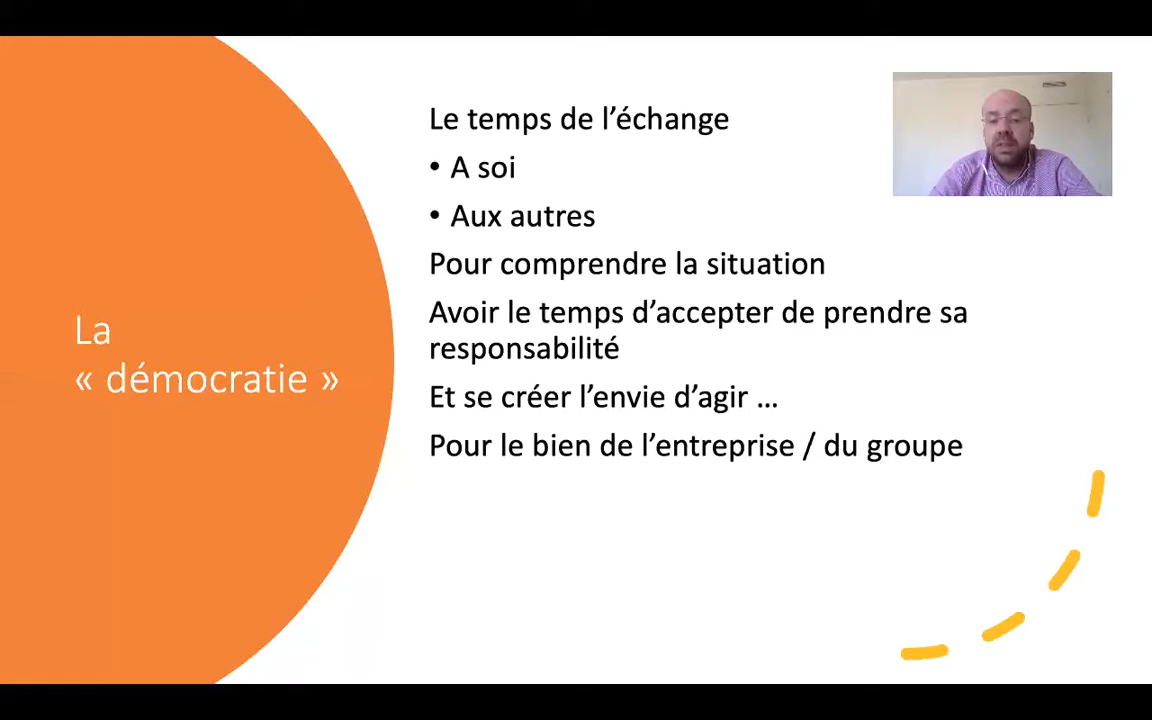 La
« démocratie »
Le temps de l’échange
• A soi
• Aux autres
Pour comprendre la situation
Avoir le temps d’accepter de prendre sa
responsabilité
Et se créer l’envie d’agir ...
Pour le bien de l’entreprise / du groupe